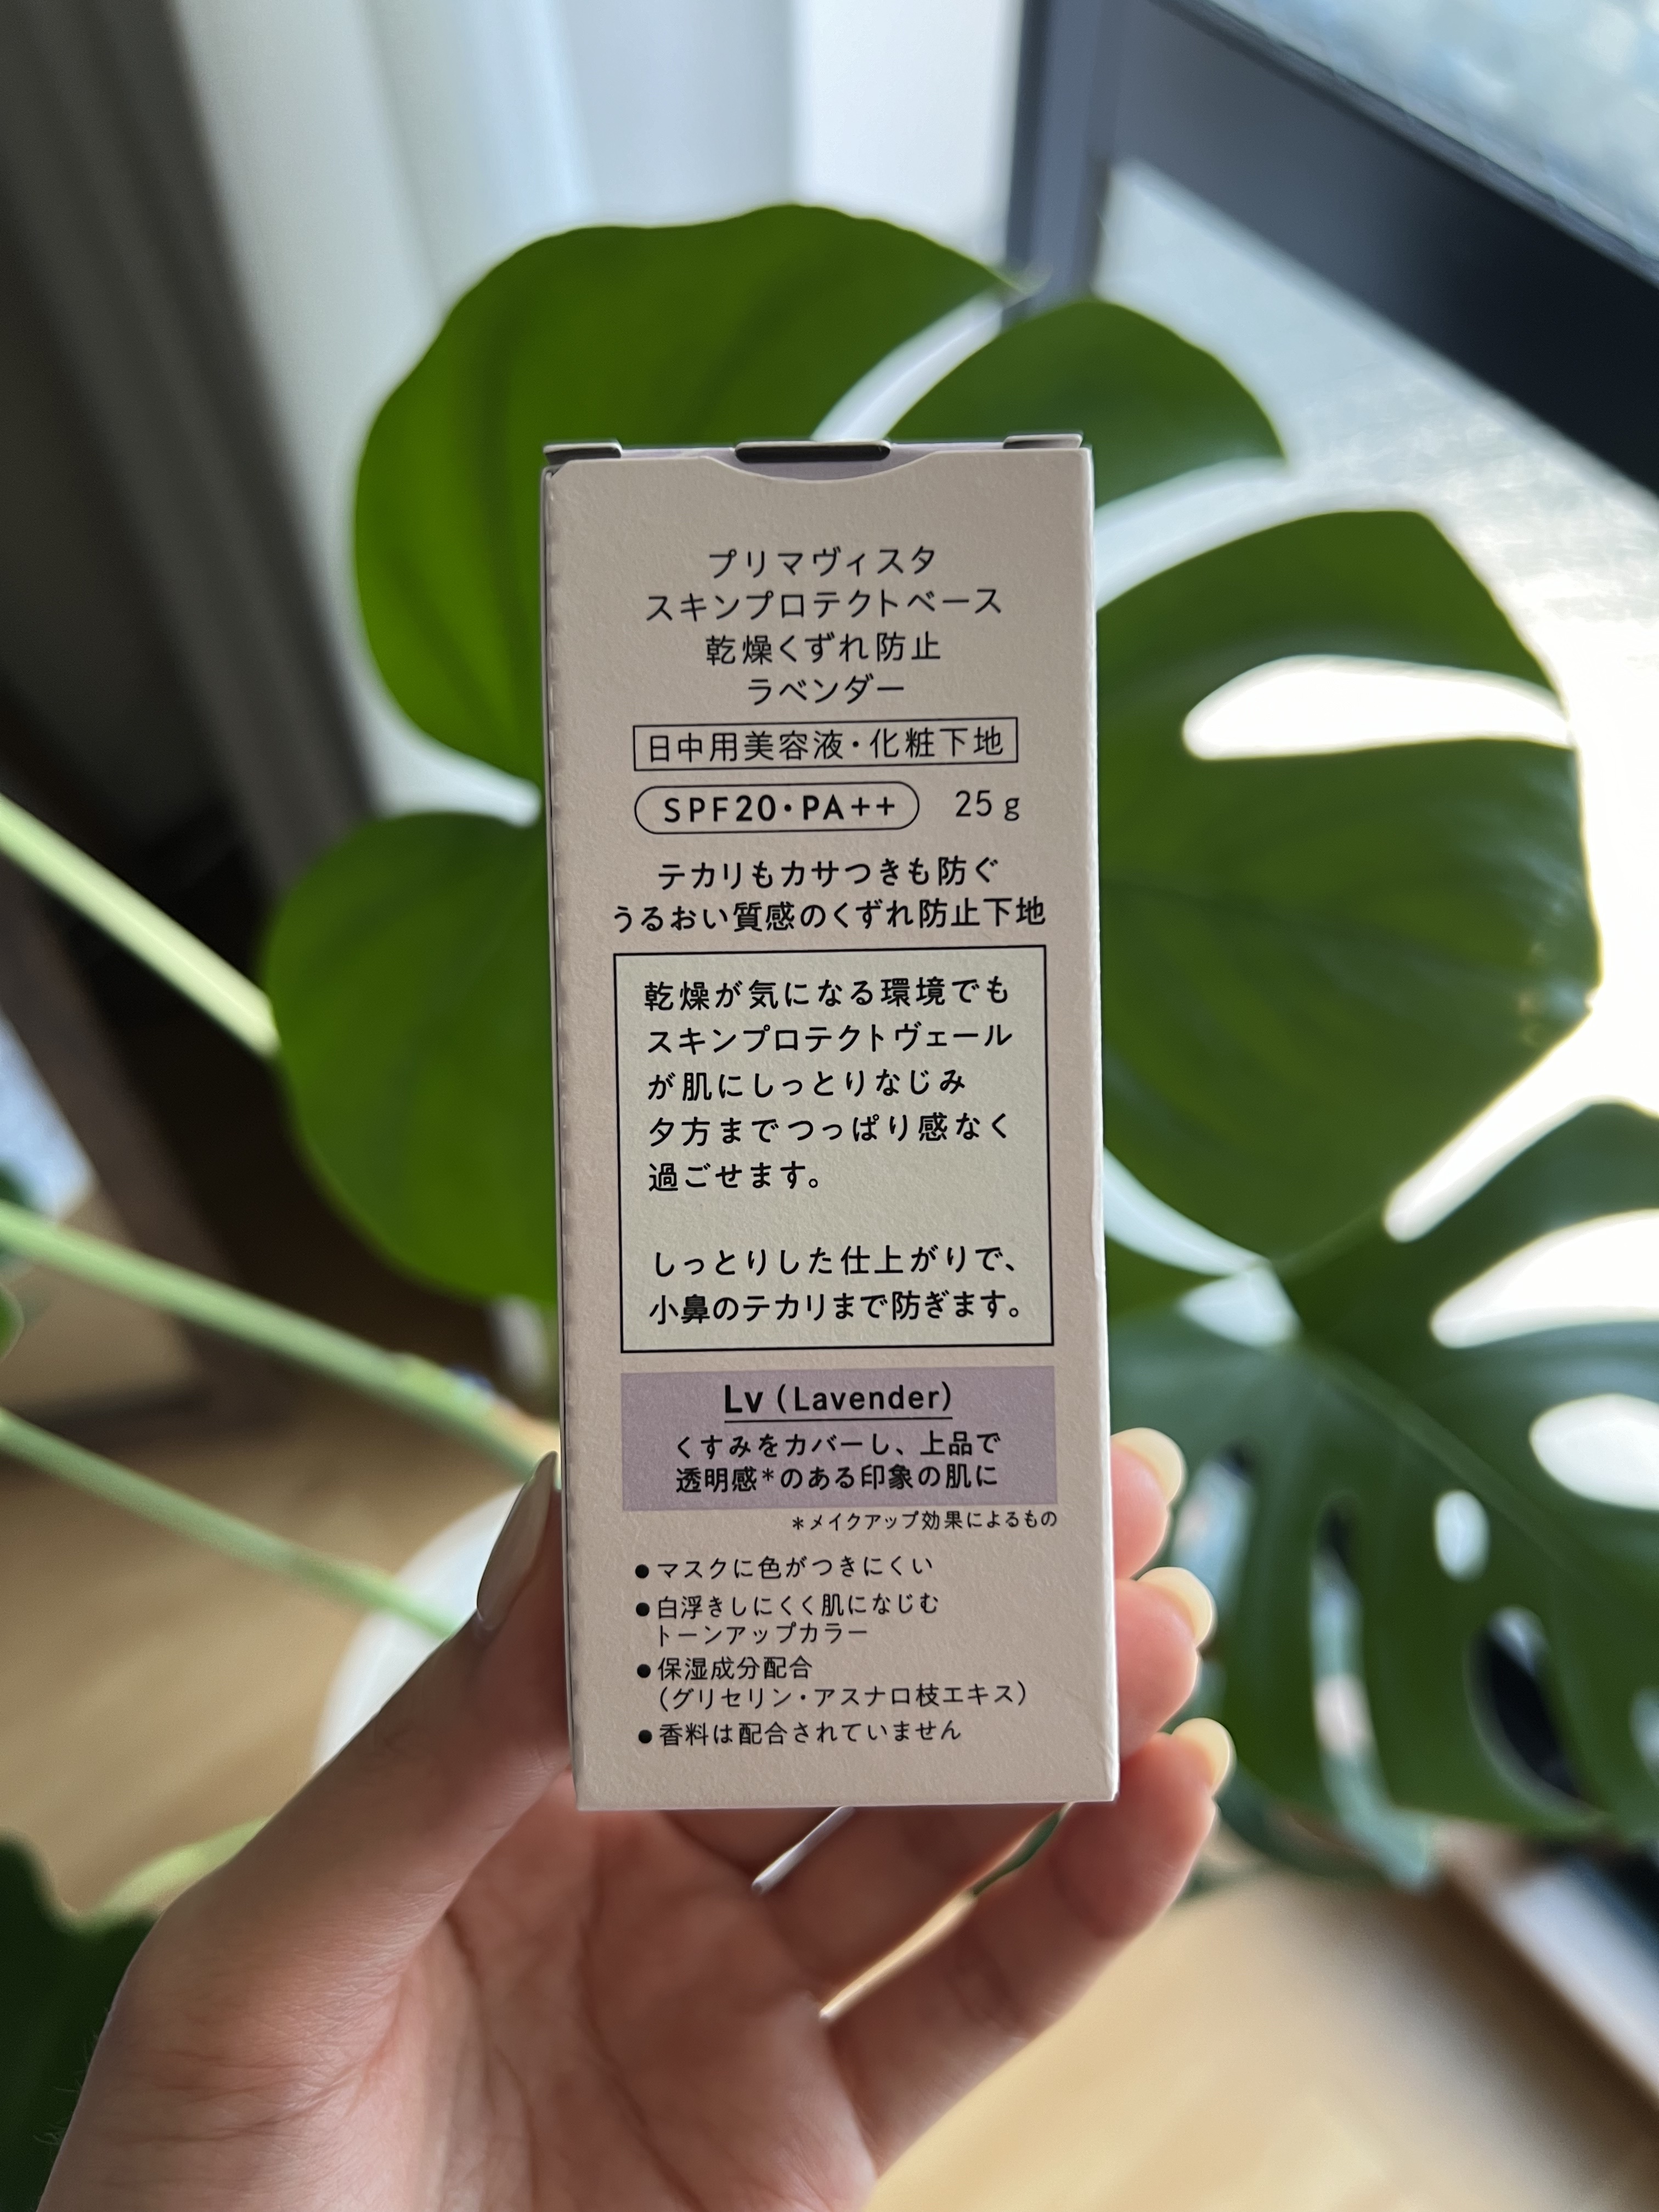 プリマヴィスタ
スキンプロテクトベース
乾燥くずれ防止
ラベンダー
日中用美容液・化粧下地
SPF20・PA++ 25g
テカリもカサつきも防ぐ
うるおい質感のくずれ防止下地
乾燥が気になる環境でも
スキンプロテクトヴェール
が肌にしっとりなじみ
夕方までつっぱり感なく
過ごせます。
しっとりした仕上がりで、
小鼻のテカリまで防ぎます。
Lv (Lavender)
くすみをカバーし、上品で
透明感*のある印象の肌に
*メイクアップ効果によるもの
●マスクに色がつきにくい
●白浮きしにくく肌になじむ
トーンアップカラー
●保湿成分配合
(グリセリン・アスナロ枝エキス)
●香料は配合されていません